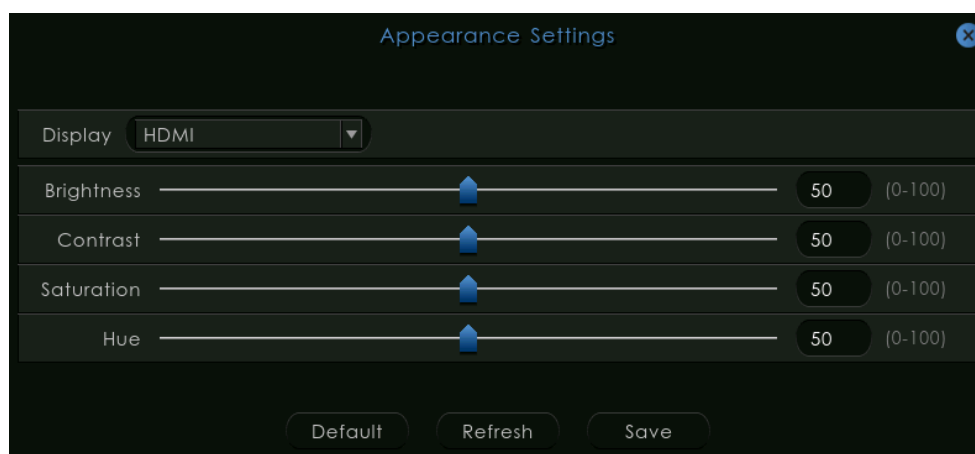 Appearance Settings
Display HDMI
Brightness 50 (0-100)
Contrast 50 (0-100)
Saturation 50 (0-100)
Hue 50 (0-100)
Default Refresh Save